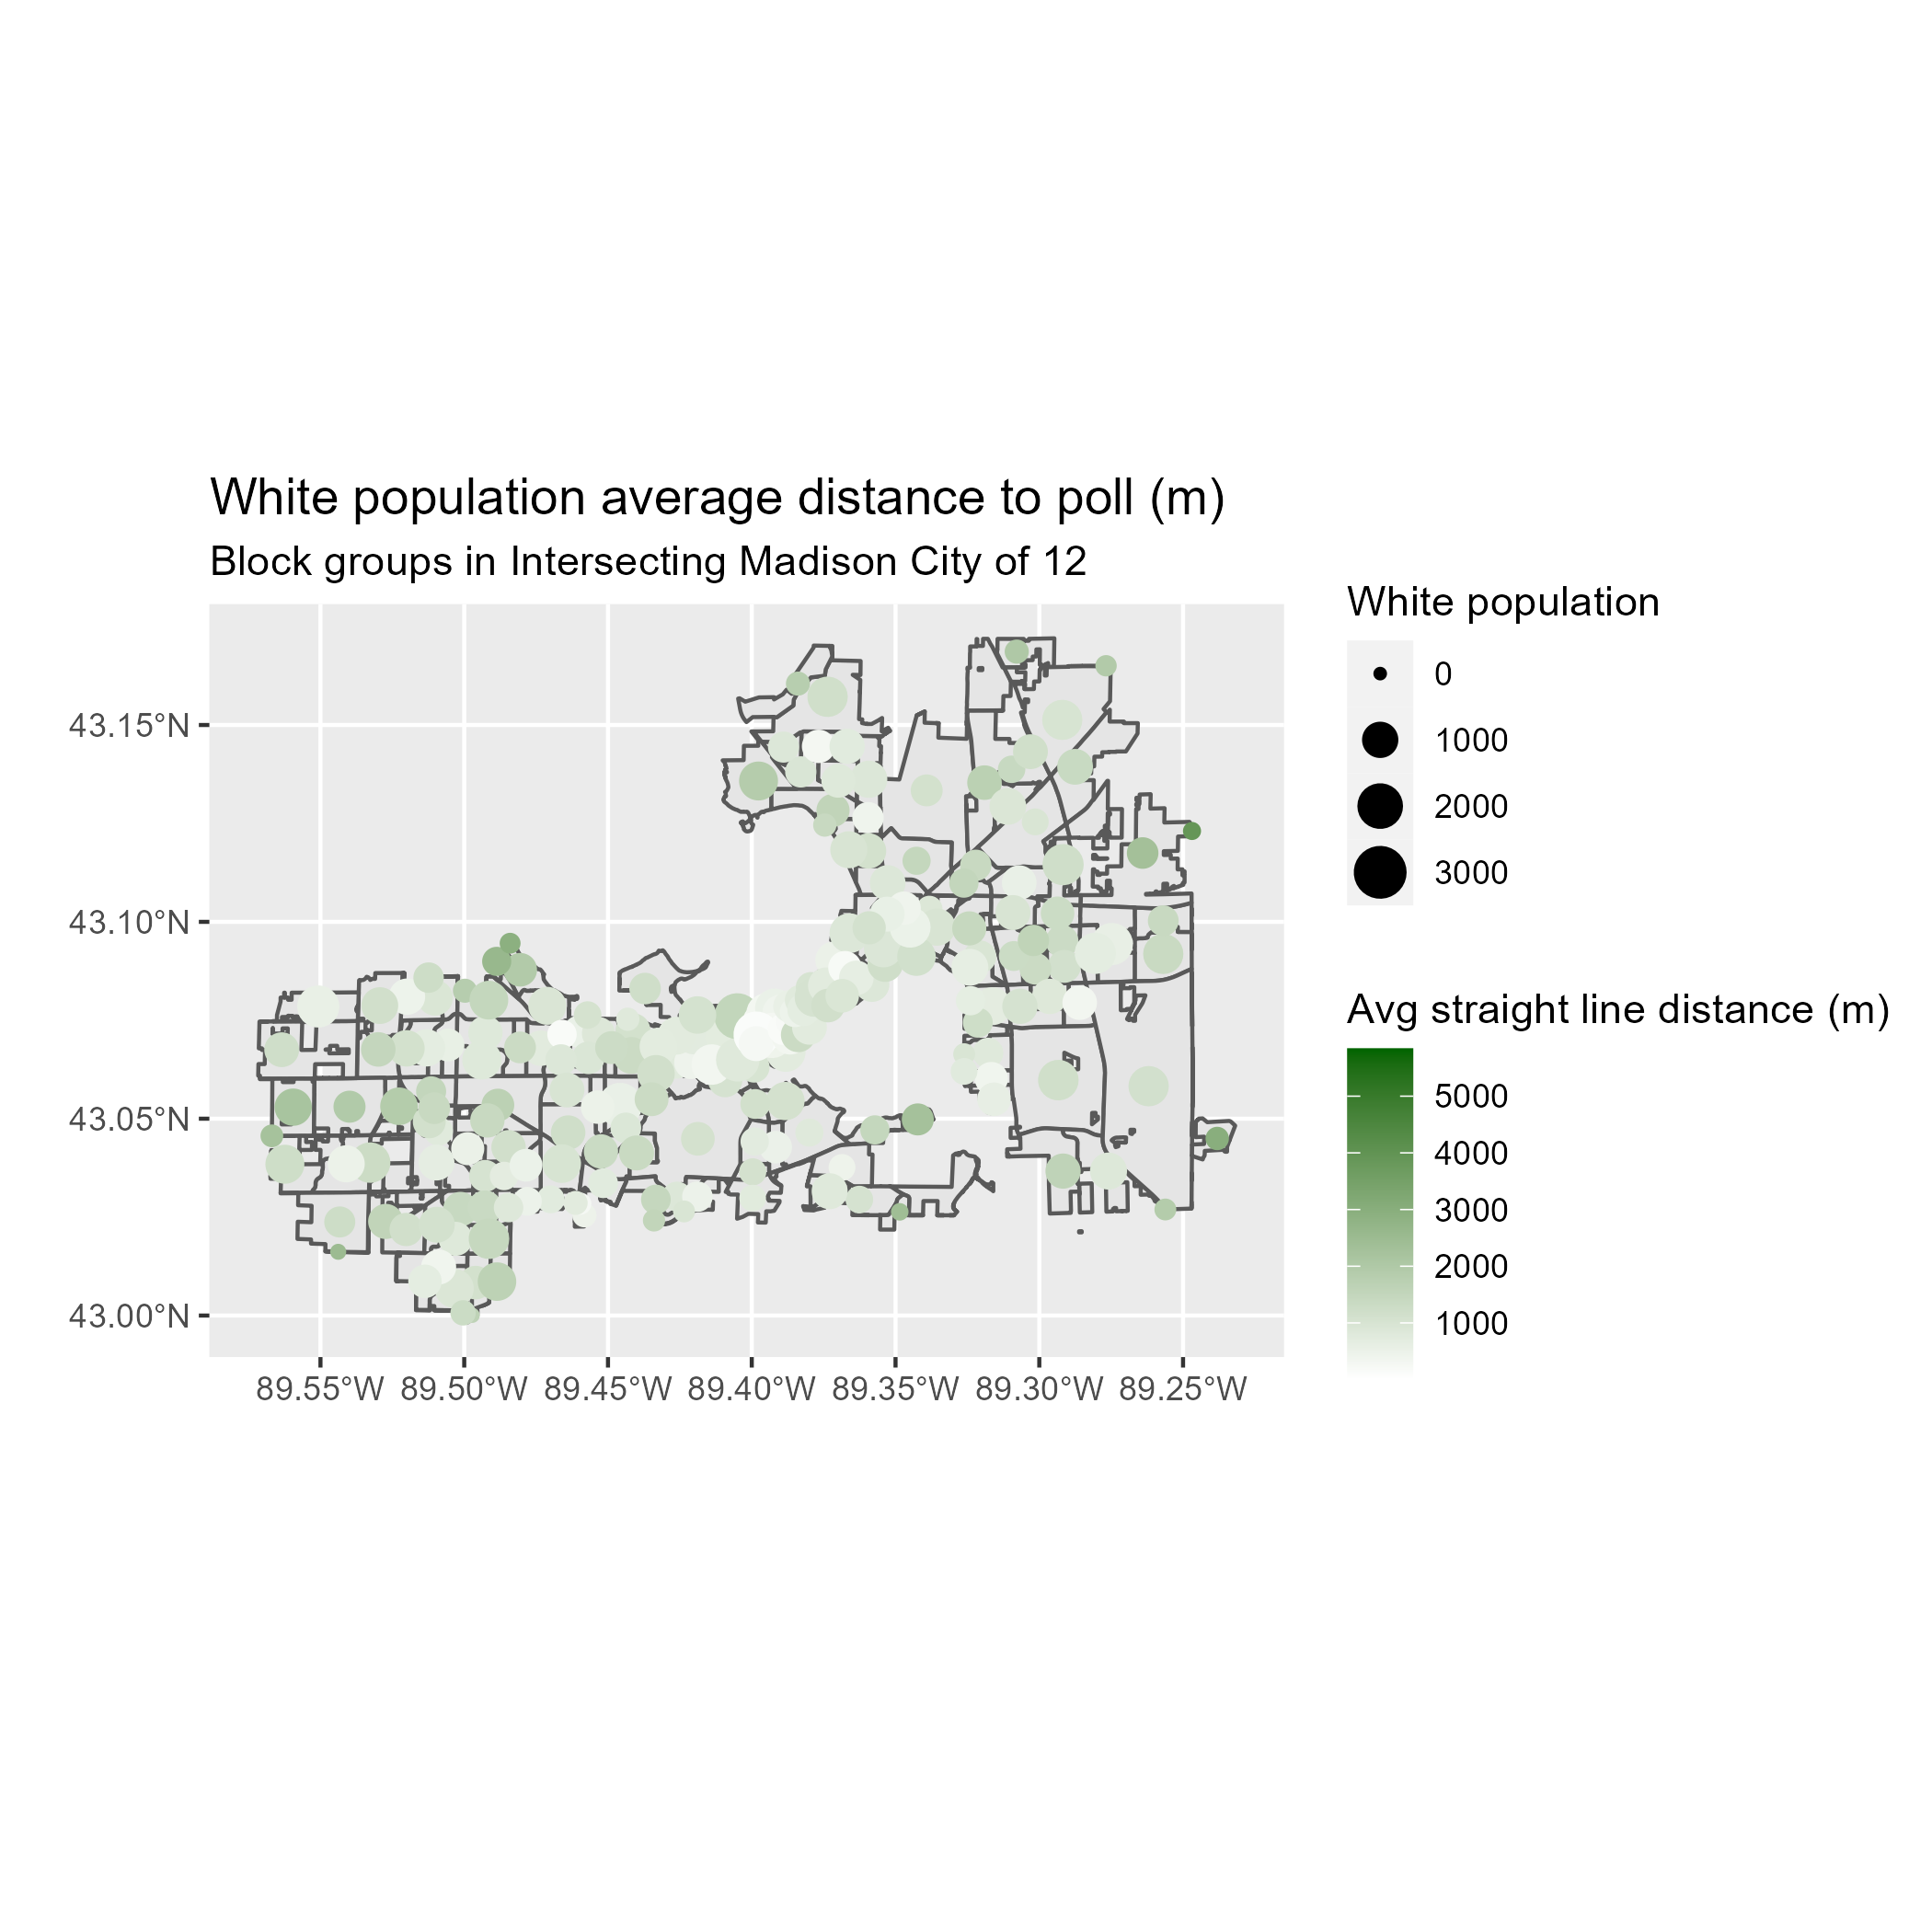 White population average distance to poll (m)
Block groups in Intersecting Madison City of 12
43.15°N
43.10°N
43.05°N
43.00°N
89.55°W
89.50°W
89.45°W
89.40°W
89.35°W
89.30°W
89.25°W
White population
0
1000
2000
3000
Avg straight line distance (m)
5000
4000
3000
2000
1000